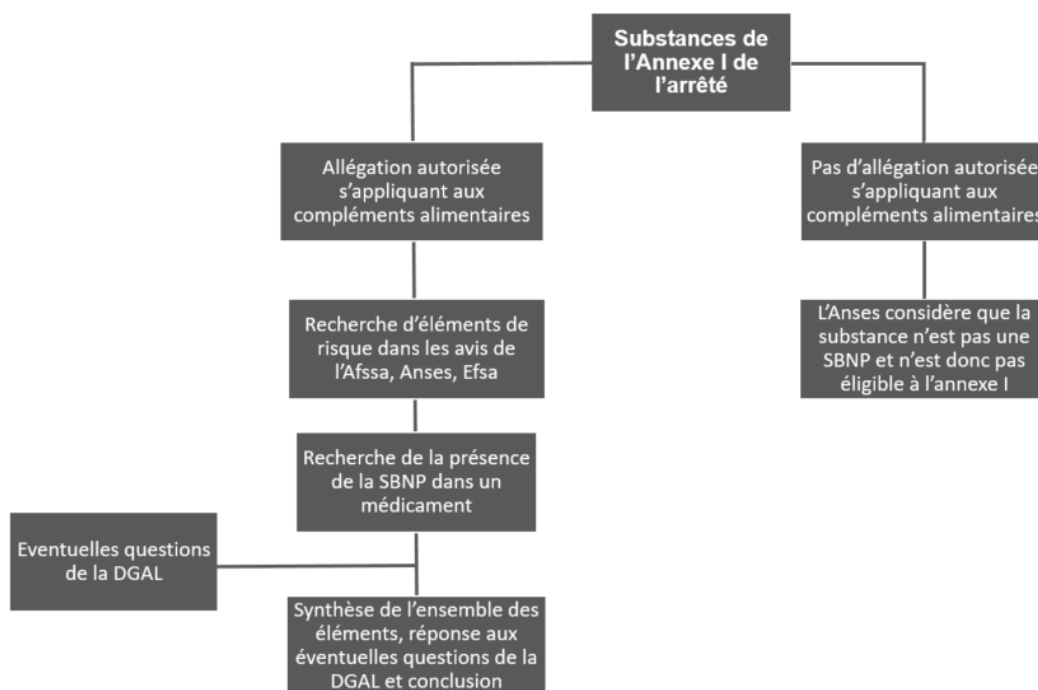 Substances de
l’Annexe I de
l’arrêté
Allégation autorisée
s’appliquant aux
compléments alimentaires
Pas d’allégation autorisée
s’appliquant aux
compléments alimentaires
Recherche d’éléments de
risque dans les avis de
l’Afssa, Anses, Efsa
L’Anses considère que la
substance n’est pas une
SBNP et n’est donc pas
éligible à l’annexe I
Recherche de la présence
de la SBNP dans un
médicament
Eventuelles questions
de la DGAL
Synthèse de l’ensemble des
éléments, réponse aux
éventuelles questions de la
DGAL et conclusion